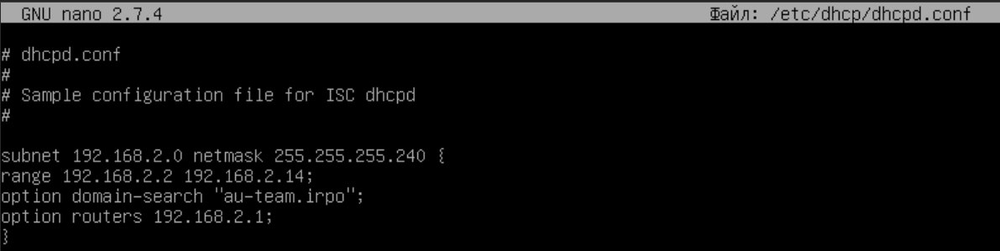 GNU nano 2.7.4 Файл: /etc/dhcp/dhcpd.conf
# dhcpd.conf
#
# Sample configuration file for ISC dhcpd
#
subnet 192.168.2.0 netmask 255.255.255.240 {
range 192.168.2.2 192.168.2.14;
option domain-search "au-team.irpo";
option routers 192.168.2.1;
}